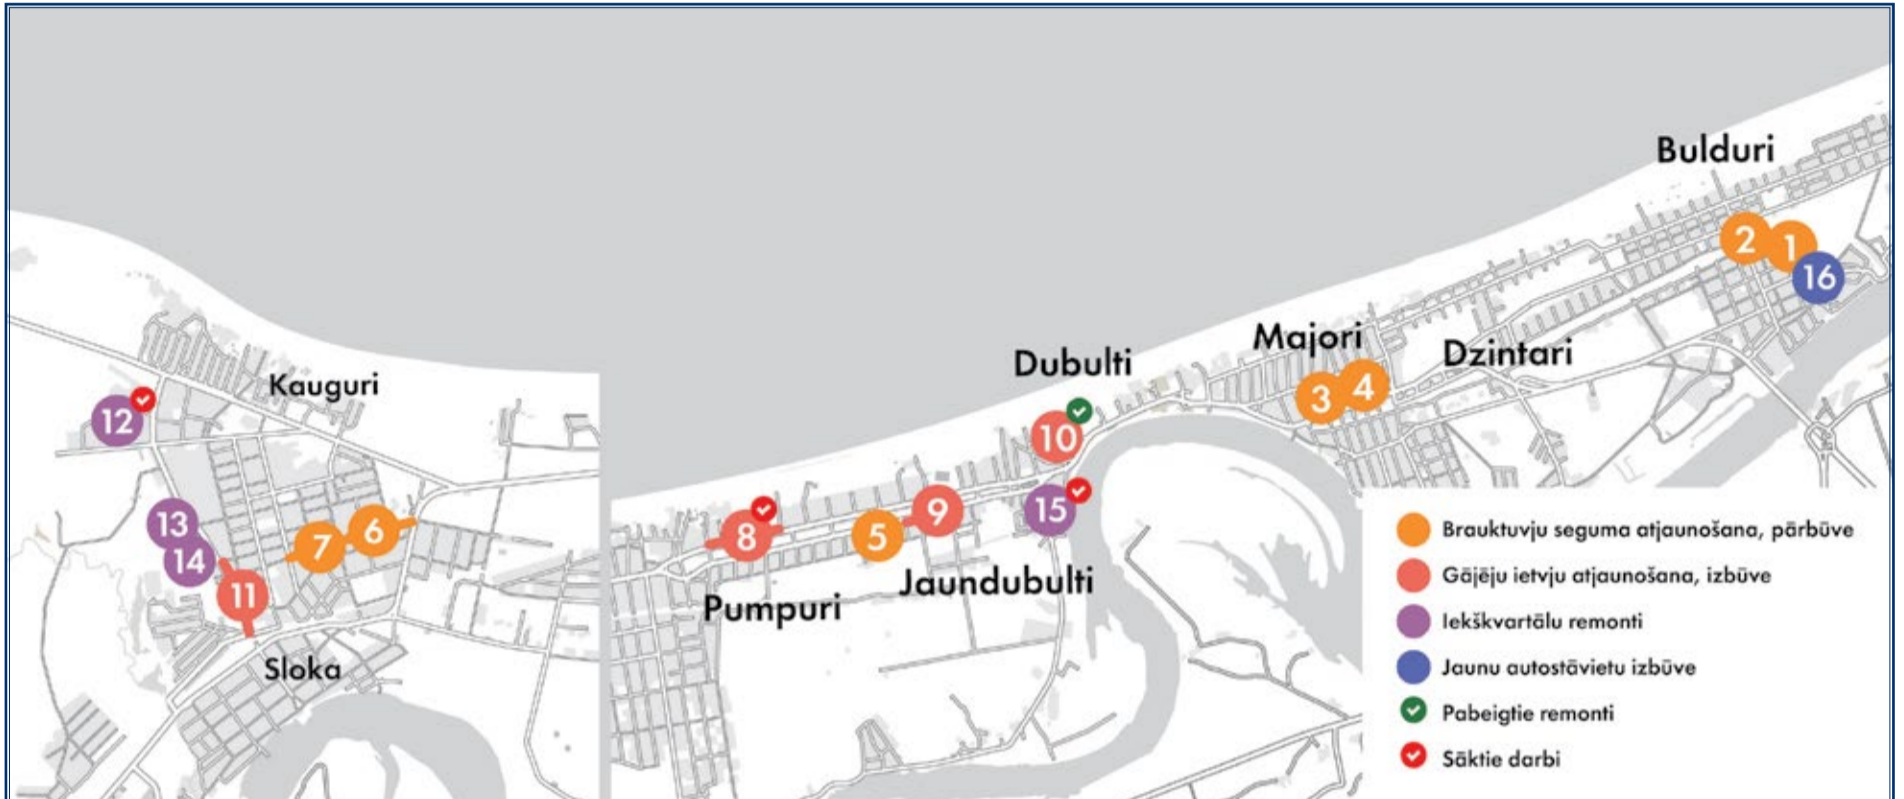 Bulduri
2
1
16
Majori
Dzintari
Dubulti
3
4
Kauguri
12
10
13
14
7
6
11
8
5
9
15
Jaundubulti
Pumpuri
Sloka
Brauktuvju seguma atjaunošana, pārbūve
Gājēju ietvju atjaunošana, izbūve
Iekškvartālu remonti
Jaunu autostāvietu izbūve
Pabeigtie remonti
Sāktie darbi